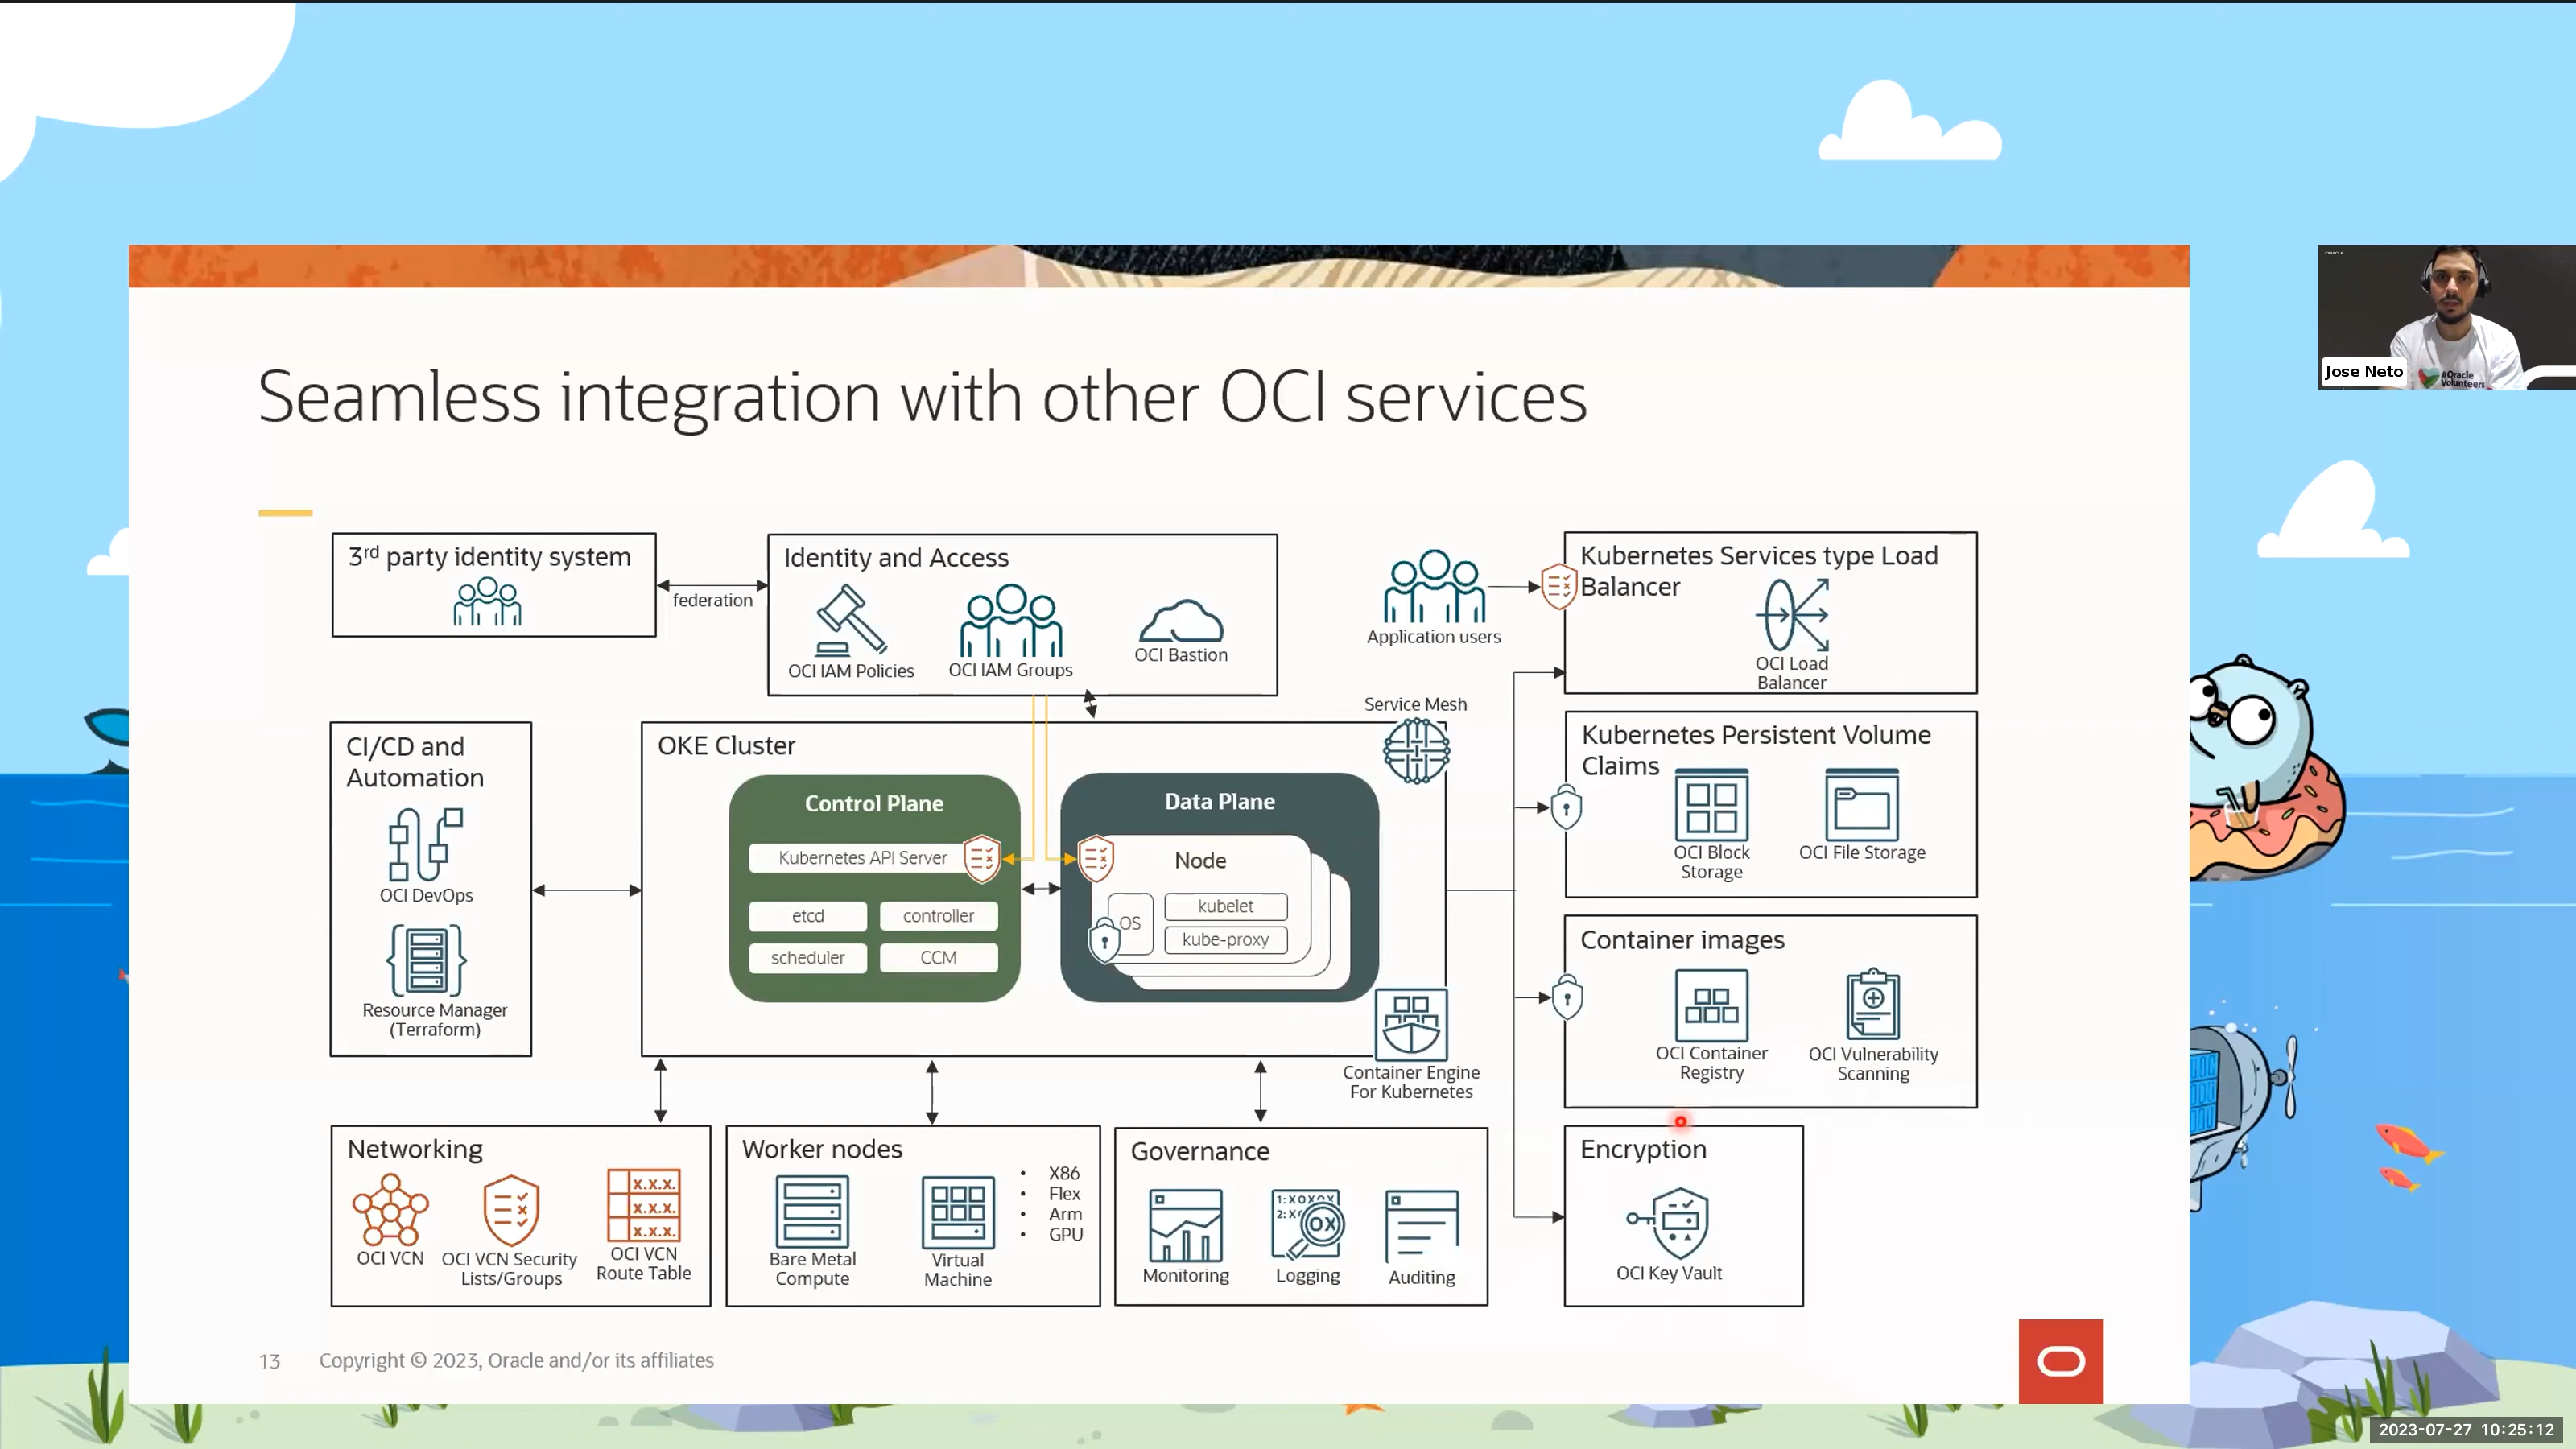 Seamless integration with other OCI services
3rd party identity system
federation
Identity and Access
OCI IAM Policies
OCI IAM Groups
OCI Bastion
Application users
Kubernetes Services type Load
Balancer
OCI Load
Balancer
CI/CD and
Automation
OCI DevOps
Resource Manager
(Terraform)
OKE Cluster
Control Plane
Kubernetes API Server
etcd
controller
scheduler
CCM
Data Plane
Node
OS
kubelet
kube-proxy
Service Mesh
Container Engine
For Kubernetes
Kubernetes Persistent Volume
Claims
OCI Block
Storage
OCI File Storage
Container images
OCI Container
Registry
OCI Vulnerability
Scanning
Networking
OCI VCN
OCI VCN Security
Lists/Groups
x.x.x.
x.x.x.
x.x.x.
OCI VCN
Route Table
Worker nodes
Bare Metal
Compute
Virtual
Machine
• X86
• Flex
• Arm
• GPU
Governance
Monitoring
OX
Logging
Auditing
Encryption
OCI Key Vault
13
Copyright © 2023, Oracle and/or its affiliates
Jose Neto
#Oracle
Volunteers
2023-07-27 10:25:12